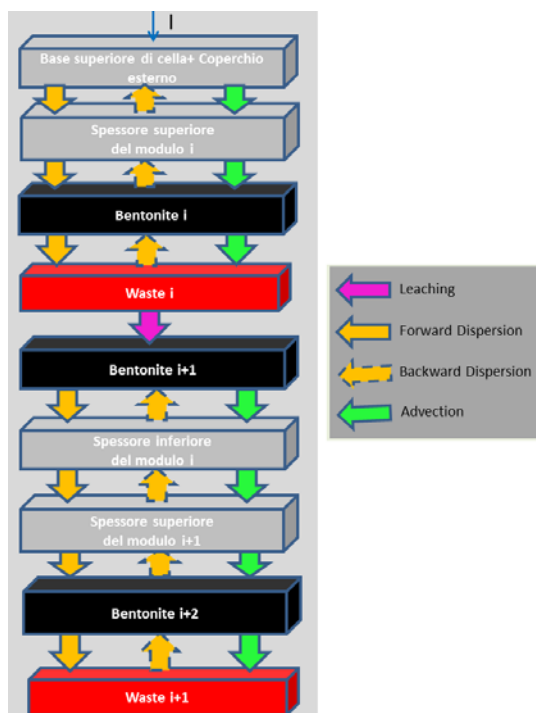 I
Base superiore di cella+ Coperchio
esterno
Spessore superiore
del modulo i
Bentonite i
Waste i
Bentonite i+1
Spessore inferiore
del modulo i
Spessore superiore
del modulo i+1
Bentonite i+2
Waste i+1
Leaching
Forward Dispersion
Backward Dispersion
Advection